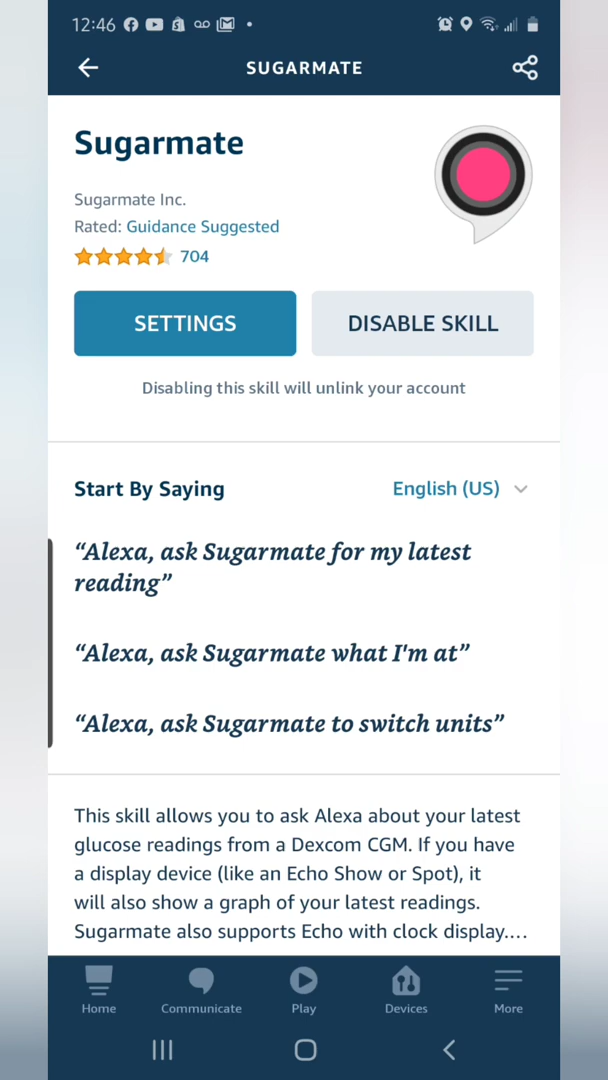 12:46
SUGARMATE
Sugarmate
Sugarmate Inc.
Rated: Guidance Suggested
704
SETTINGS
DISABLE SKILL
Disabling this skill will unlink your account
Start By Saying
English (US)
“Alexa, ask Sugarmate for my latest
reading”
“Alexa, ask Sugarmate what I'm at”
“Alexa, ask Sugarmate to switch units”
This skill allows you to ask Alexa about your latest
glucose readings from a Dexcom CGM. If you have
a display device (like an Echo Show or Spot), it
will also show a graph of your latest readings.
Sugarmate also supports Echo with clock display....
Home
Communicate
Play
Devices
More